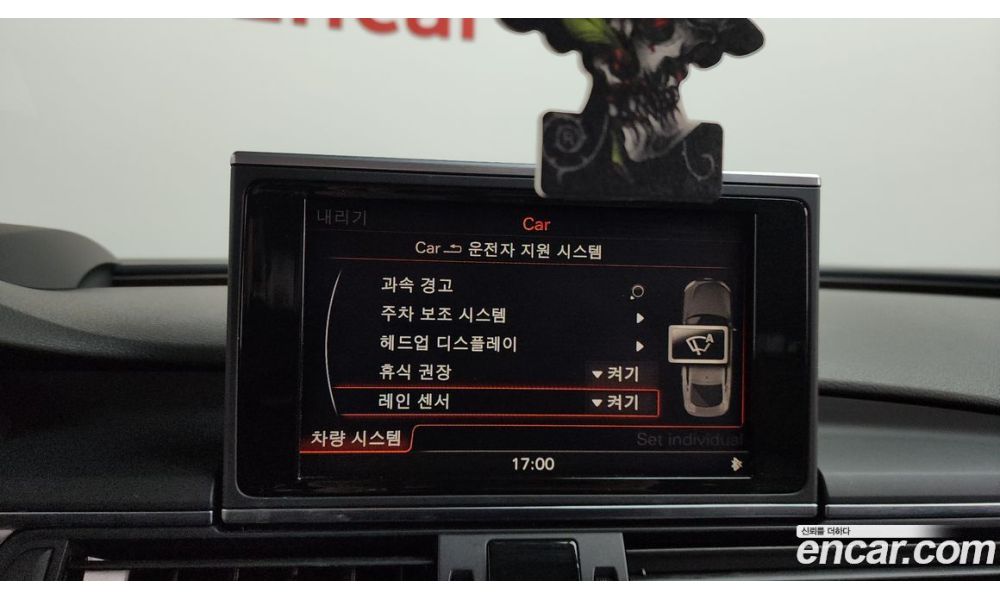 Encar
내리기
Car
Car 운전자 지원 시스템
과속 경고
주차 보조 시스템
헤드업 디스플레이
휴식 권장 켜기
레인 센서 켜기
A
차량 시스템
Set individual
17:00
신뢰를 더하다
encar.com